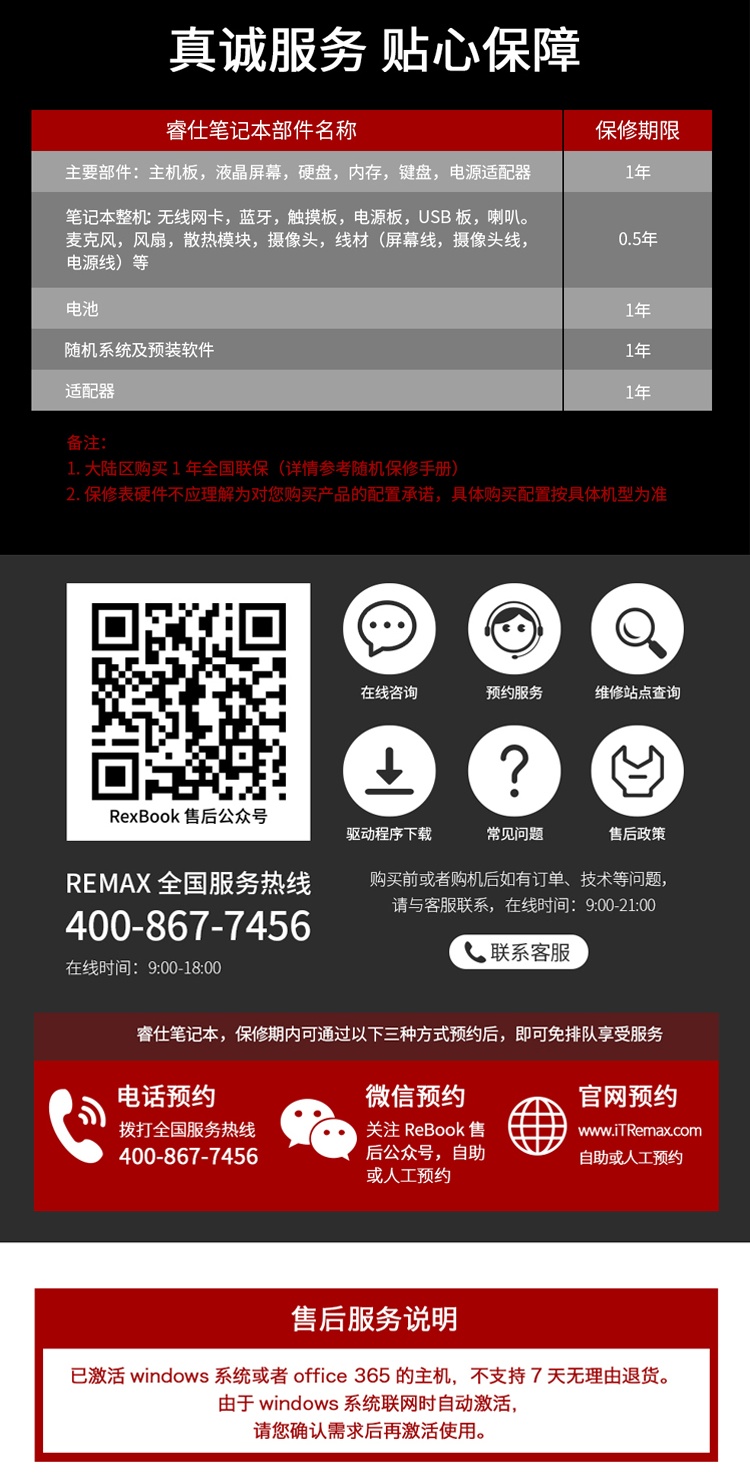 真诚服务 贴心保障
睿仕笔记本部件名称 保修期限
主要部件：主机板，液晶屏幕，硬盘，内存，键盘，电源适配器 1年
笔记本整机: 无线网卡，蓝牙，触摸板，电源板，USB 板，喇叭。
麦克风，风扇，散热模块，摄像头，线材（屏幕线，摄像头线， 0.5年
电源线）等
电池 1年
随机系统及预装软件 1年
适配器 1年
备注：
1. 大陆区购买 1 年全国联保（详情参考随机保修手册）
2. 保修表硬件不应理解为对您购买产品的配置承诺，具体购买配置按具体机型为准
RexBook 售后公众号
在线咨询 预约服务 维修站点查询
驱动程序下载 常见问题 售后政策
REMAX 全国服务热线
400-867-7456
在线时间：9:00-18:00
购买前或者购机后如有订单、技术等问题，
请与客服联系，在线时间：9:00-21:00
联系客服
睿仕笔记本，保修期内可通过以下三种方式预约后，即可免排队享受服务
电话预约
拨打全国服务热线
400-867-7456
微信预约
关注 ReBook 售
后公众号，自助
或人工预约
官网预约
www.iTRemax.com
自助或人工预约
售后服务说明
已激活 windows 系统或者 office 365 的主机，不支持 7 天无理由退货。
由于 windows 系统联网时自动激活，
请您确认需求后再激活使用。